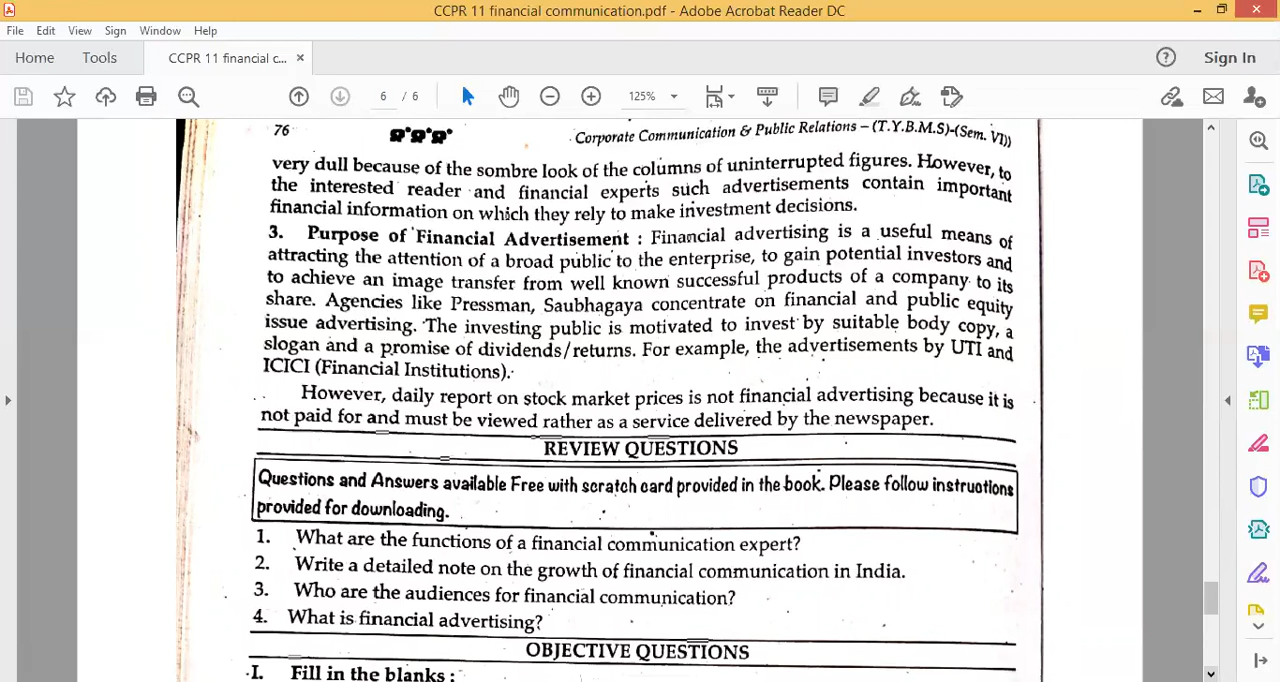 CCPR 11 financial communication.pdf - Adobe Acrobat Reader DC
File Edit View Sign Window Help
Home Tools CCPR 11 financial c... × Sign In
6 / 6 125%
76 Corporate Communication & Public Relations – (T.Y.B.M.S)-(Sem. VI))
very dull because of the sombre look of the columns of uninterrupted figures. However, to
the interested reader and financial experts such advertisements contain important
financial information on which they rely to make investment decisions.
3. Purpose of Financial Advertisement : Financial advertising is a useful means of
attracting the attention of a broad public to the enterprise, to gain potential investors and
to achieve an image transfer from well known successful products of a company to its
share. Agencies like Pressman, Saubhagaya concentrate on financial and public equity
issue advertising. The investing public is motivated to invest by suitable body copy, a
slogan and a promise of dividends/returns. For example, the advertisements by UTI and
ICICI (Financial Institutions).
However, daily report on stock market prices is not financial advertising because it is
not paid for and must be viewed rather as a service delivered by the newspaper.
REVIEW QUESTIONS
Questions and Answers available Free with scratch card provided in the book. Please follow instructions
provided for downloading.
1. What are the functions of a financial communication expert?
2. Write a detailed note on the growth of financial communication in India.
3. Who are the audiences for financial communication?
4. What is financial advertising?
OBJECTIVE QUESTIONS
I. Fill in the blanks :